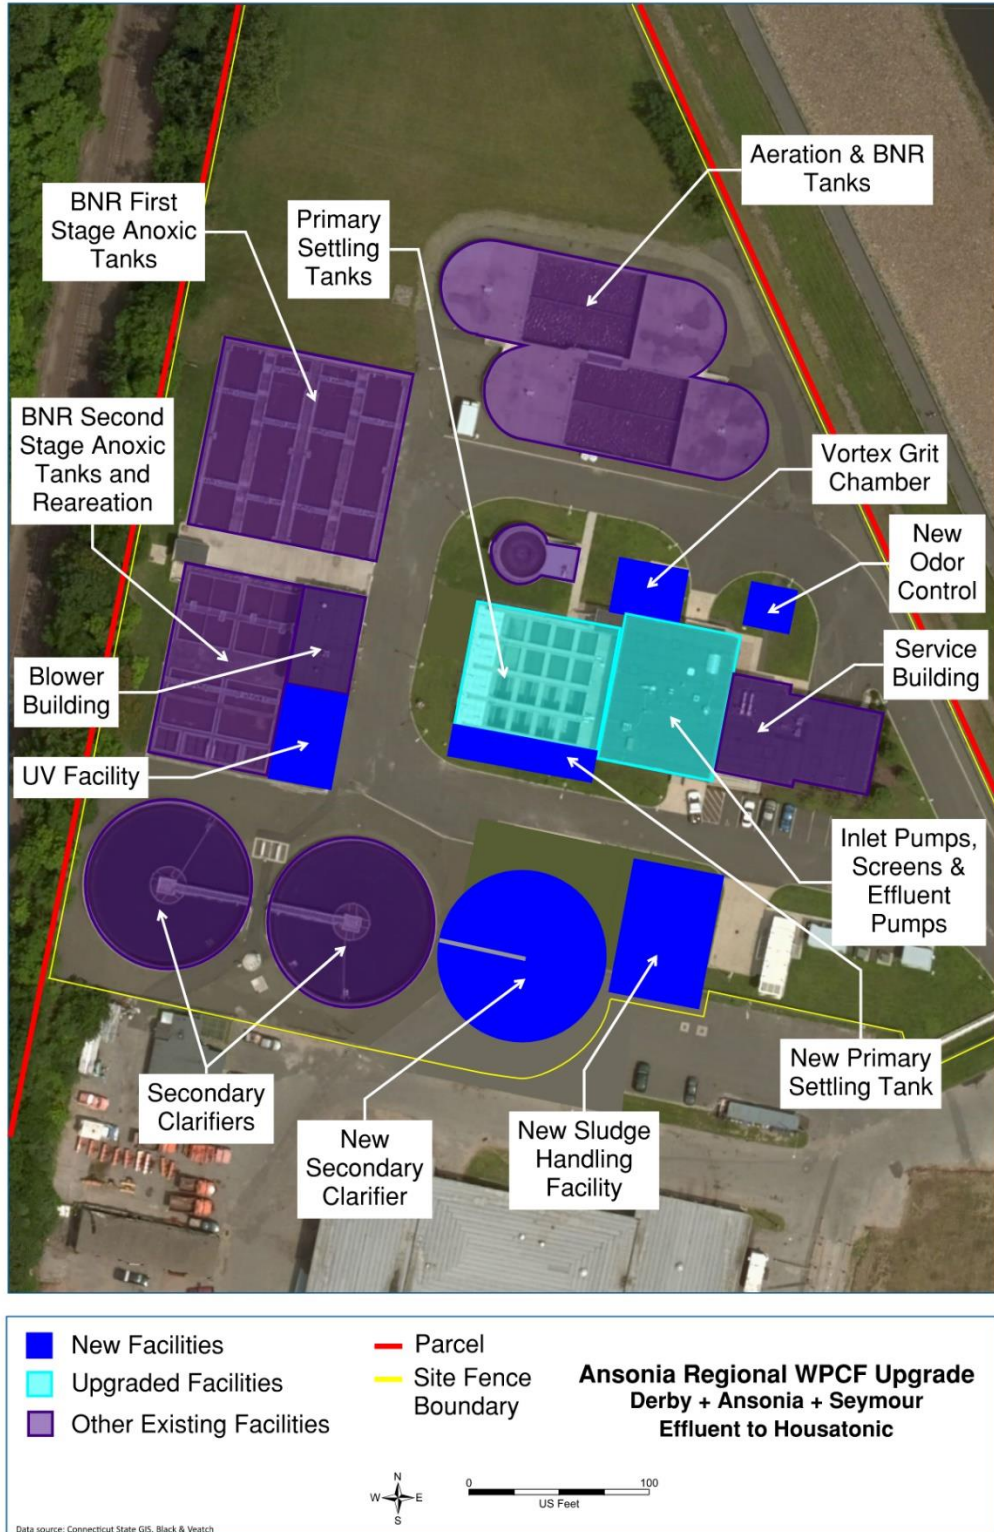 Aeration & BNR
Tanks
BNR First
Stage Anoxic
Tanks
Primary
Settling
Tanks
BNR Second
Stage Anoxic
Tanks and
Reareation
Vortex Grit
Chamber
New
Odor
Control
Service
Building
Blower
Building
UV Facility
Inlet Pumps,
Screens &
Effluent
Pumps
New Primary
Settling Tank
Secondary
Clarifiers
New
Secondary
Clarifier
New Sludge
Handling
Facility
New Facilities
Upgraded Facilities
Other Existing Facilities
Parcel
Site Fence
Boundary
Ansonia Regional WPCF Upgrade
Derby + Ansonia + Seymour
Effluent to Housatonic
N
W E
S
0 100
US Feet
Data source: Connecticut State GIS, Black & Veatch